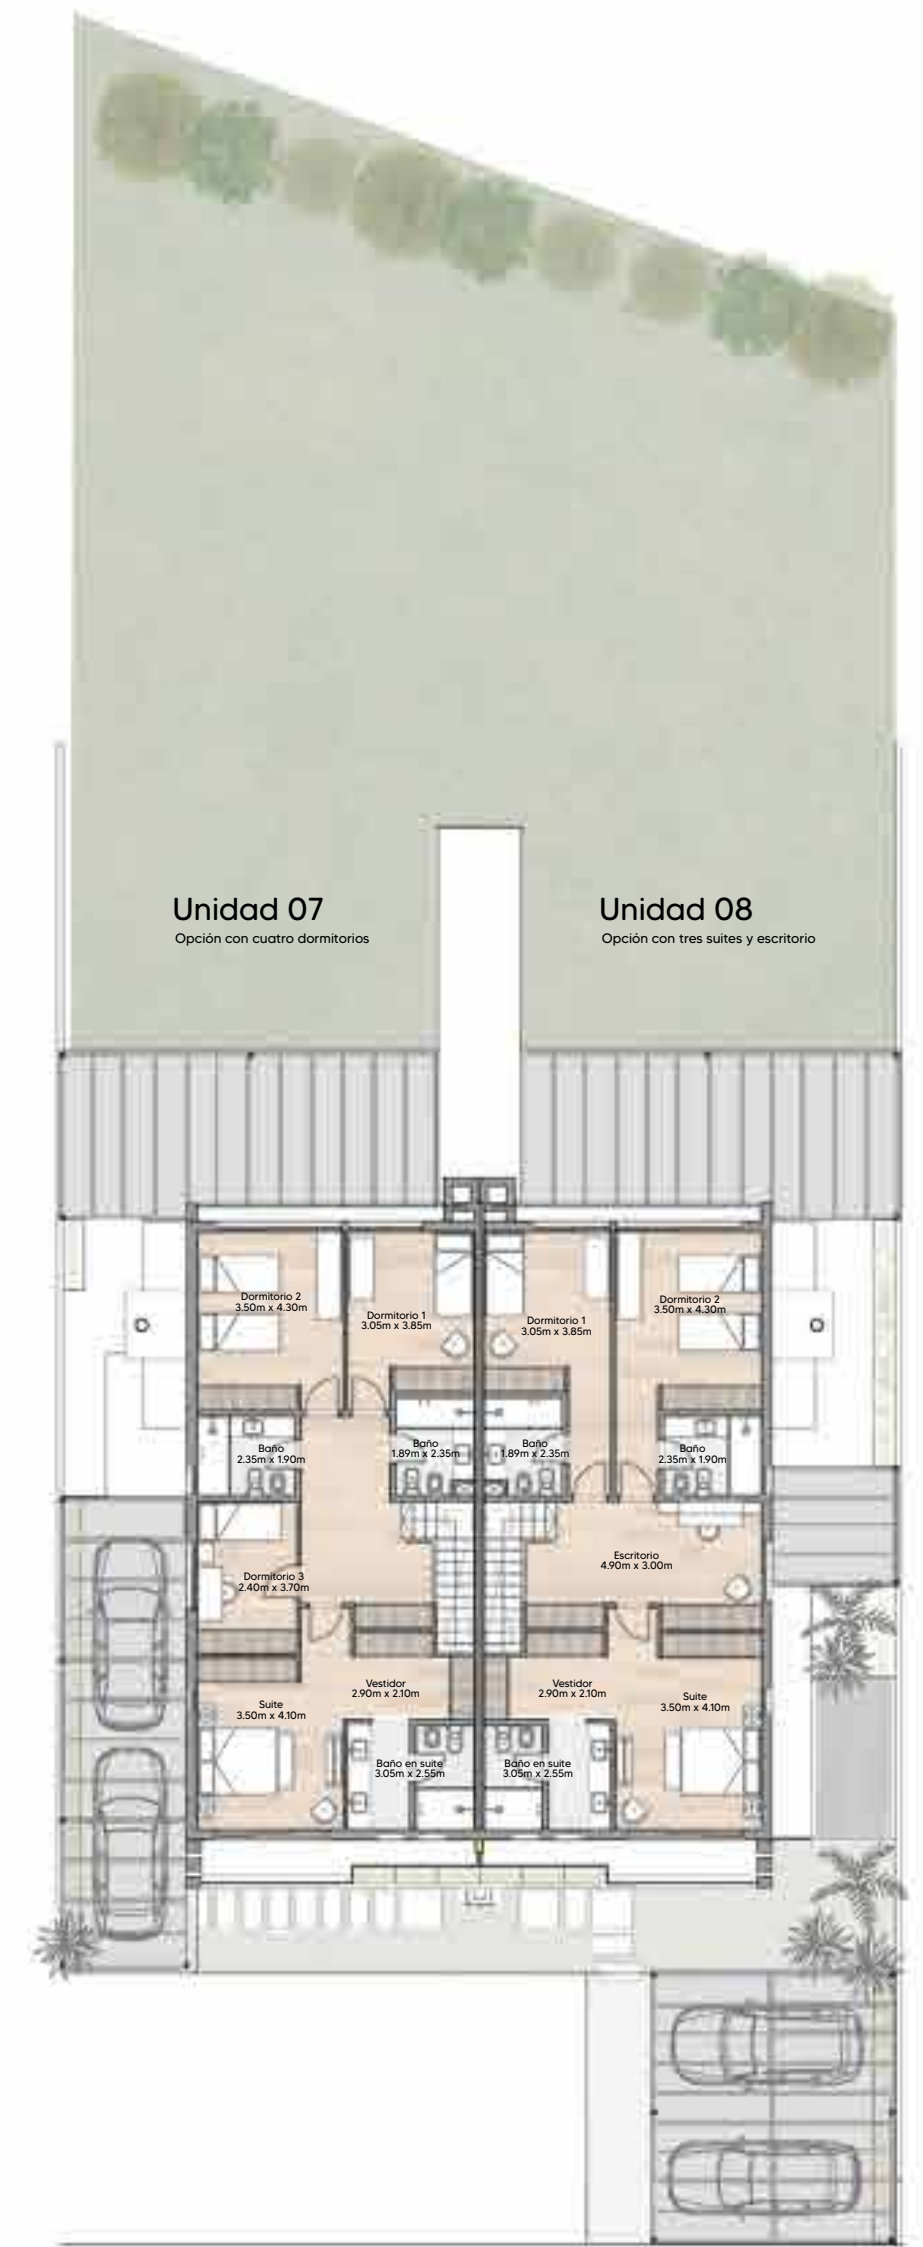 Unidad 07
Opción con cuatro dormitorios
Unidad 08
Opción con tres suites y escritorio
Dormitorio 2
3.50m x 4.30m
Dormitorio 1
3.05m x 3.85m
Dormitorio 1
3.05m x 3.85m
Dormitorio 2
3.50m x 4.30m
Baño
2.35m x 1.90m
Baño
1.89m x 2.35m
Baño
1.89m x 2.35m
Baño
2.35m x 1.90m
Dormitorio 3
2.40m x 3.70m
Escritorio
4.90m x 3.00m
Suite
3.50m x 4.10m
Vestidor
2.90m x 2.10m
Vestidor
2.90m x 2.10m
Suite
3.50m x 4.10m
Baño en suite
3.05m x 2.55m
Baño en suite
3.05m x 2.55m